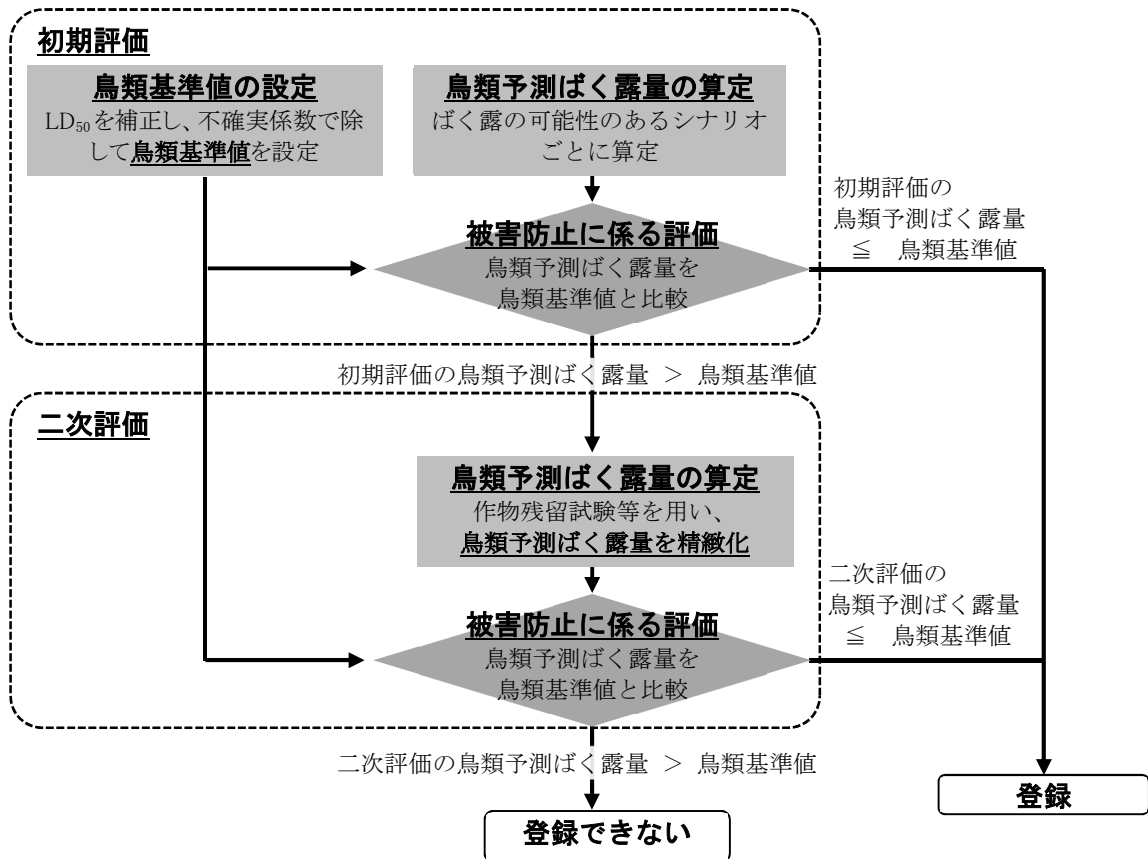 初期評価
鳥類基準値の設定
LD50を補正し、不確実係数で除
して鳥類基準値を設定
鳥類予測ばく露量の算定
ばく露の可能性のあるシナリオ
ごとに算定
被害防止に係る評価
鳥類予測ばく露量を
鳥類基準値と比較
初期評価の
鳥類予測ばく露量
≦ 鳥類基準値
初期評価の鳥類予測ばく露量 ＞ 鳥類基準値
二次評価
鳥類予測ばく露量の算定
作物残留試験等を用い、
鳥類予測ばく露量を精緻化
被害防止に係る評価
鳥類予測ばく露量を
鳥類基準値と比較
二次評価の
鳥類予測ばく露量
≦ 鳥類基準値
二次評価の鳥類予測ばく露量 ＞ 鳥類基準値
登録
登録できない